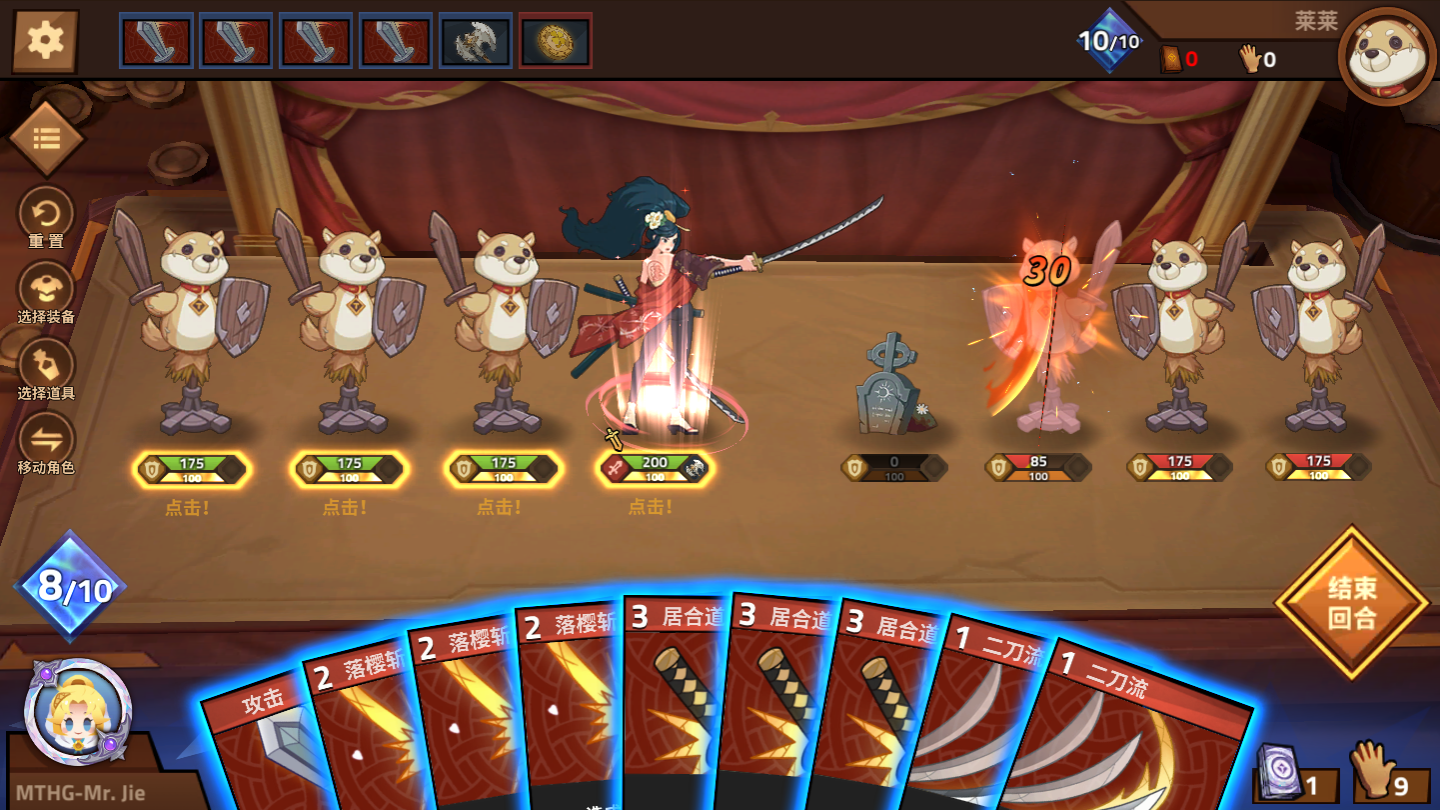 10/10
莱莱
0
0
重置
选择装备
选择道具
移动角色
30
175
100
点击!
175
100
点击!
175
100
点击!
200
100
点击!
0
100
85
100
175
100
175
100
8/10
结束
回合
攻击
2 落樱斩
2 落樱斩
2 落樱斩
3 居合道
3 居合道
3 居合道
1 二刀流
1 二刀流
MTHG-Mr. Jie
1
9